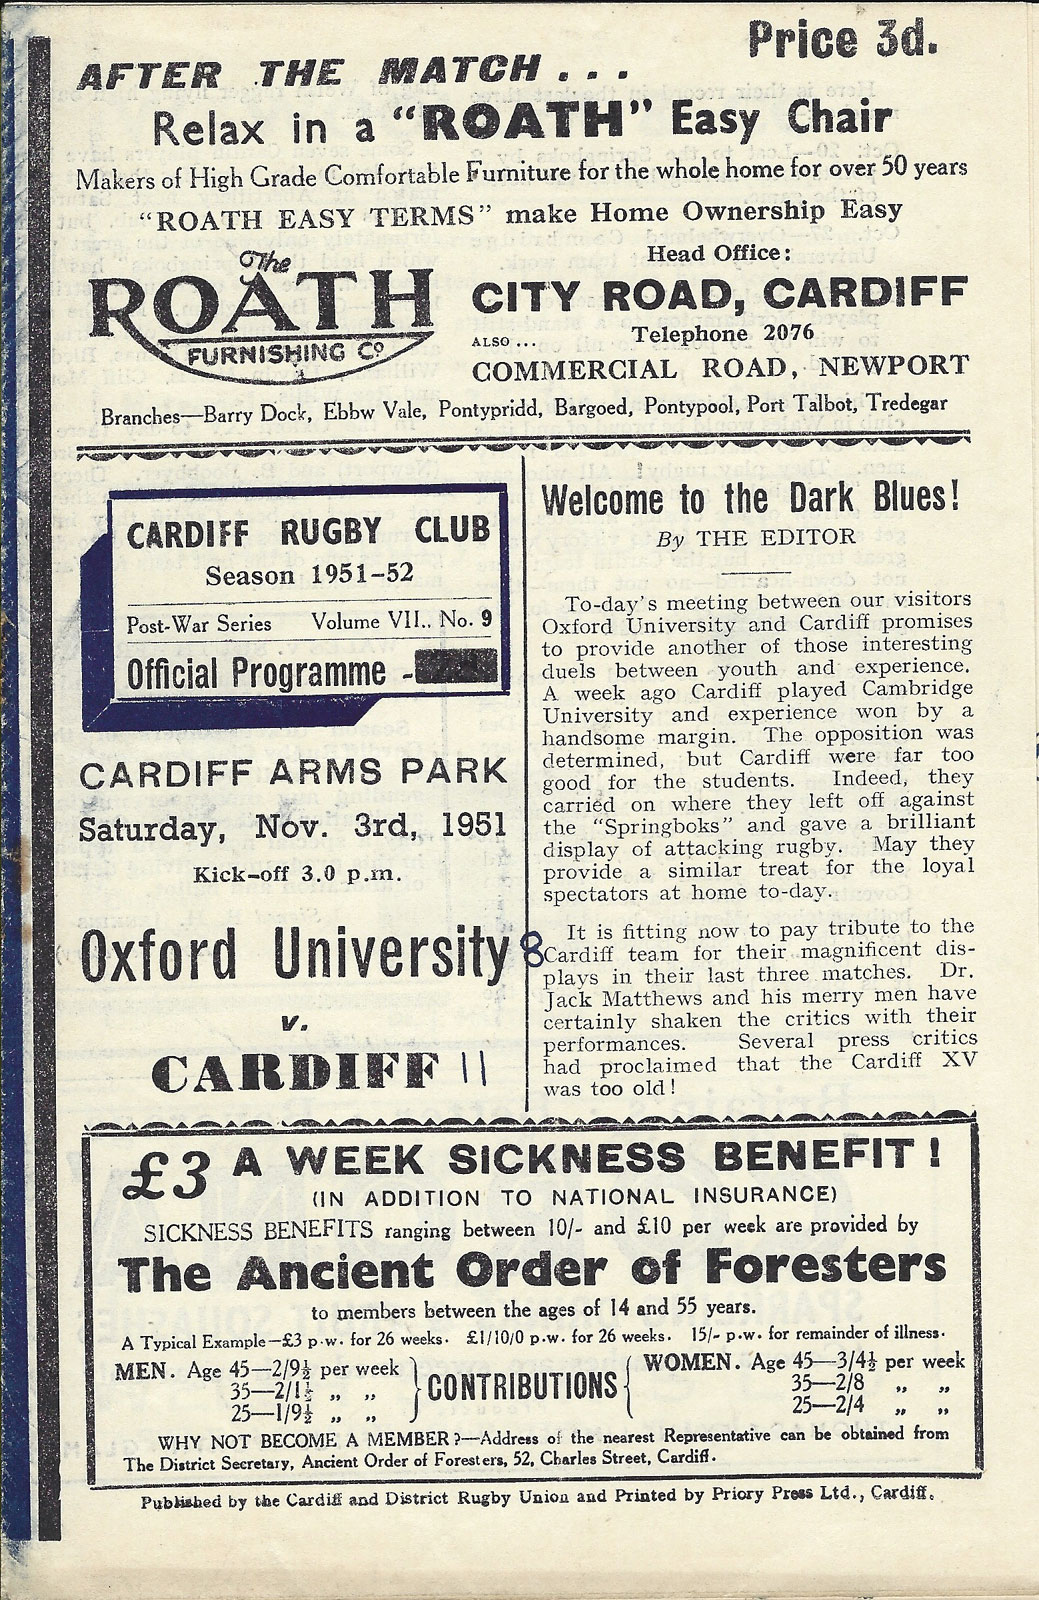 Price 3d.
AFTER THE MATCH . . .
Relax in a "ROATH" Easy Chair
Makers of High Grade Comfortable Furniture for the whole home for over 50 years
"ROATH EASY TERMS" make Home Ownership Easy
The
ROATH
FURNISHING Co
Head Office:
CITY ROAD, CARDIFF
Telephone 2076
ALSO ...
COMMERCIAL ROAD, NEWPORT
Branches—Barry Dock, Ebbw Vale, Pontypridd, Bargoed, Pontypool, Port Talbot, Tredegar
CARDIFF RUGBY CLUB
Season 1951-52
Post-War Series Volume VII.. No. 9
Official Programme -
CARDIFF ARMS PARK
Saturday, Nov. 3rd, 1951
Kick-off 3.0 p.m.
Oxford University 8
v.
CARDIFF 11
Welcome to the Dark Blues!
By THE EDITOR
To-day's meeting between our visitors
Oxford University and Cardiff promises
to provide another of those interesting
duels between youth and experience.
A week ago Cardiff played Cambridge
University and experience won by a
handsome margin. The opposition was
determined, but Cardiff were far too
good for the students. Indeed, they
carried on where they left off against
the "Springboks" and gave a brilliant
display of attacking rugby. May they
provide a similar treat for the loyal
spectators at home to-day.
It is fitting now to pay tribute to the
Cardiff team for their magnificent dis-
plays in their last three matches. Dr.
Jack Matthews and his merry men have
certainly shaken the critics with their
performances. Several press critics
had proclaimed that the Cardiff XV
was too old!
£3 A WEEK SICKNESS BENEFIT!
(IN ADDITION TO NATIONAL INSURANCE)
SICKNESS BENEFITS ranging between 10/- and £10 per week are provided by
The Ancient Order of Foresters
to members between the ages of 14 and 55 years.
A Typical Example—£3 p.w. for 26 weeks. £1/10/0 p.w. for 26 weeks. 15/- p.w. for remainder of illness.
MEN. Age 45—2/9½ per week
35—2/1½ „ „
25—1/9½ „ „
CONTRIBUTIONS
WOMEN. Age 45—3/4½ per week
35—2/8 „ „
25—2/4 „ „
WHY NOT BECOME A MEMBER?—Address of the nearest Representative can be obtained from
The District Secretary, Ancient Order of Foresters, 52, Charles Street, Cardiff.
Published by the Cardiff and District Rugby Union and Printed by Priory Press Ltd., Cardiff.